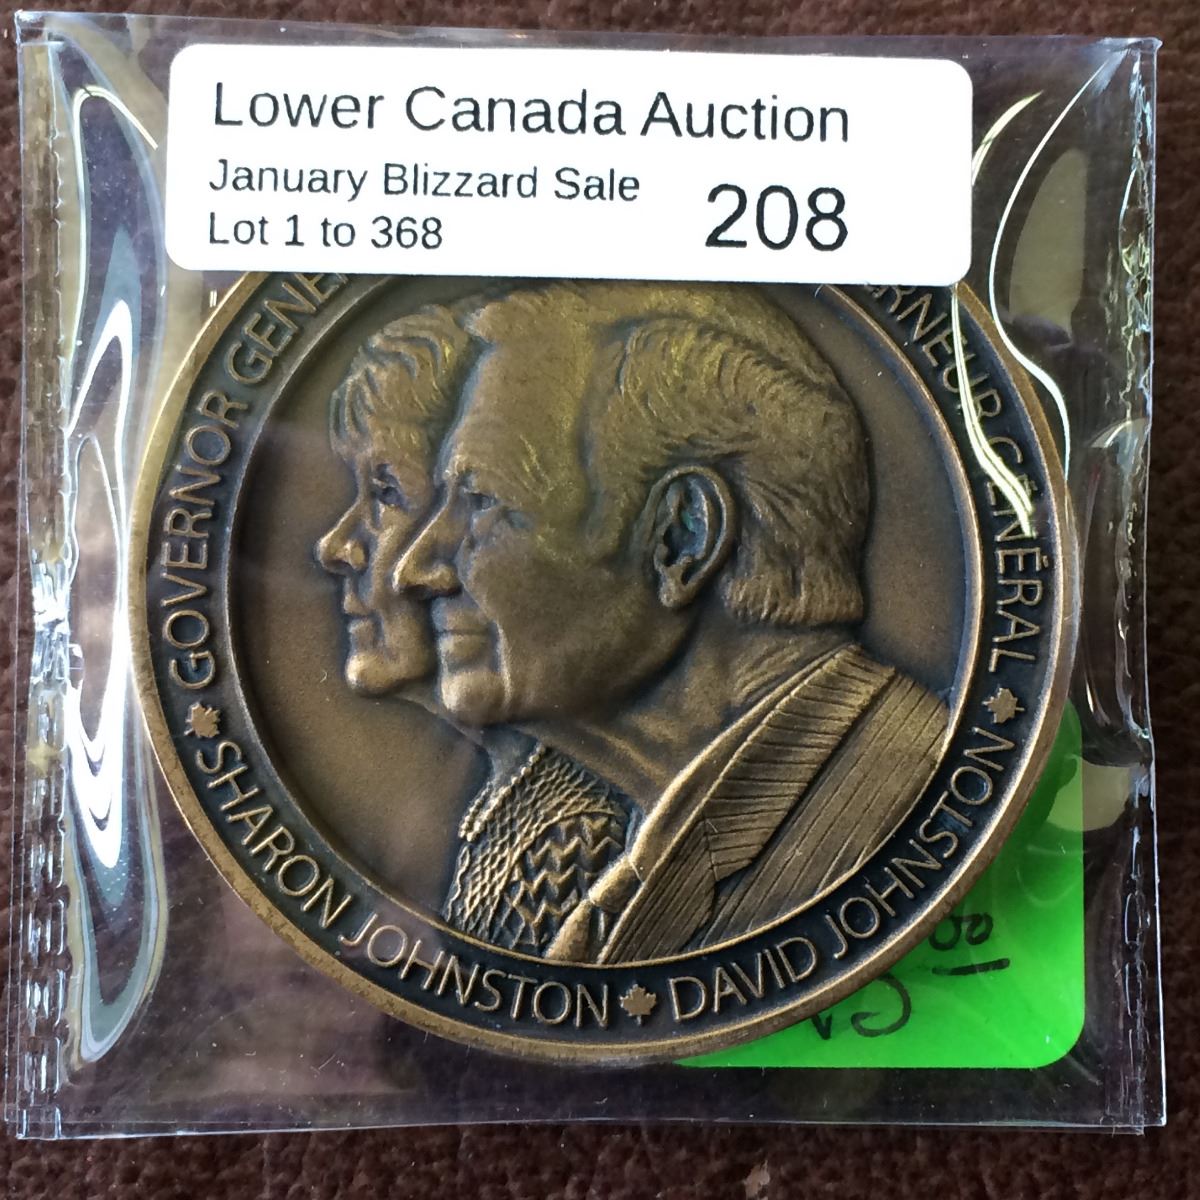 Lower Canada Auction
January Blizzard Sale
Lot 1 to 368
208
GOVERNOR GENE
ERNEUR GÉNÉRAL
SHARON JOHNSTON
DAVID JOHNSTON